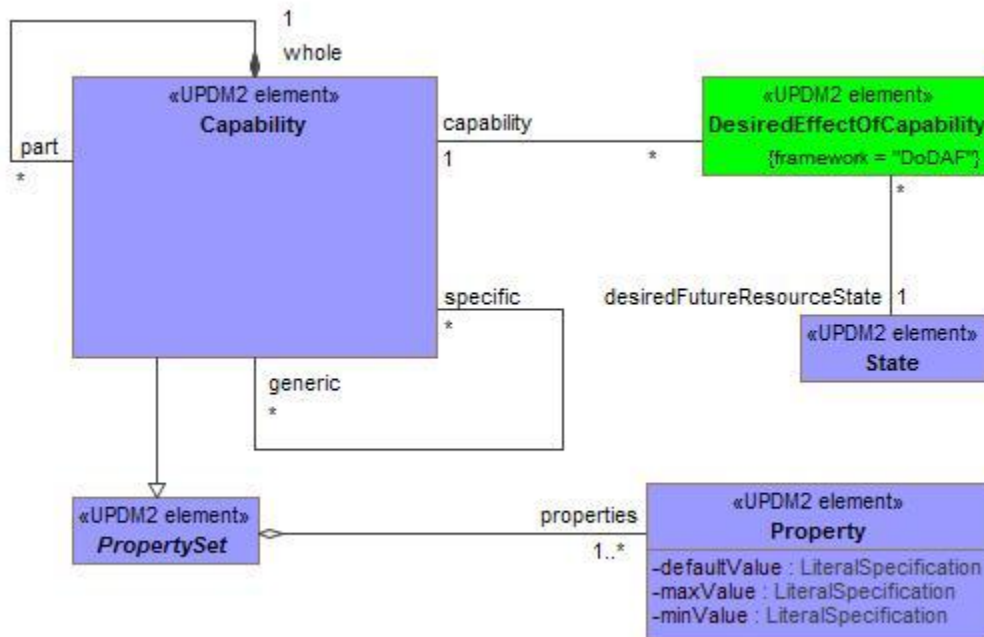 1
whole
«UPDM2 element»
Capability
part
*
capability
1
*
«UPDM2 element»
DesiredEffectOfCapability
{framework = "DoDAF"}
*
specific
*
desiredFutureResourceState
1
«UPDM2 element»
State
generic
*
«UPDM2 element»
PropertySet
properties
1..*
«UPDM2 element»
Property
-defaultValue : LiteralSpecification
-maxValue : LiteralSpecification
-minValue : LiteralSpecification